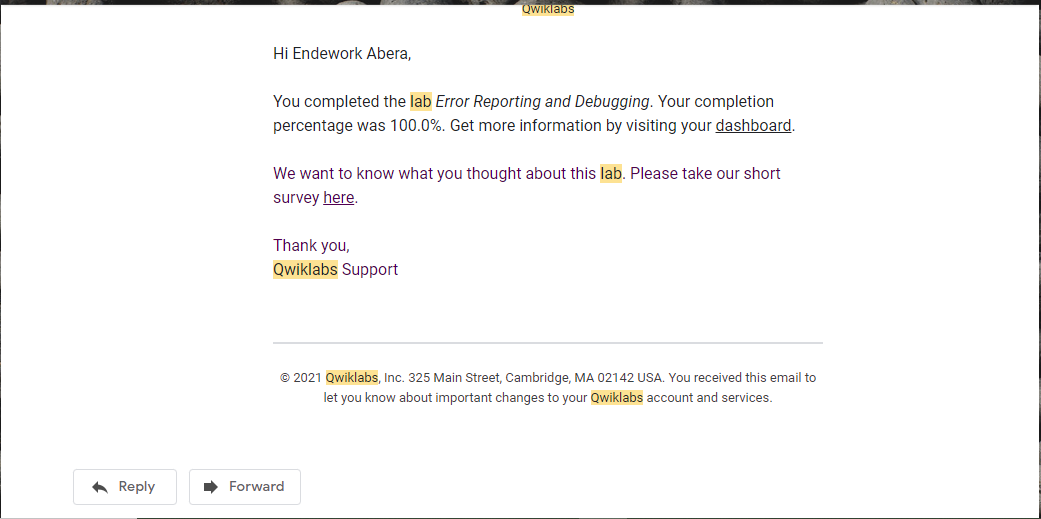 Qwiklabs
Hi Endework Abera,
You completed the lab Error Reporting and Debugging. Your completion
percentage was 100.0%. Get more information by visiting your dashboard.
We want to know what you thought about this lab. Please take our short
survey here.
Thank you,
Qwiklabs Support
© 2021 Qwiklabs, Inc. 325 Main Street, Cambridge, MA 02142 USA. You received this email to
let you know about important changes to your Qwiklabs account and services.
Reply
Forward